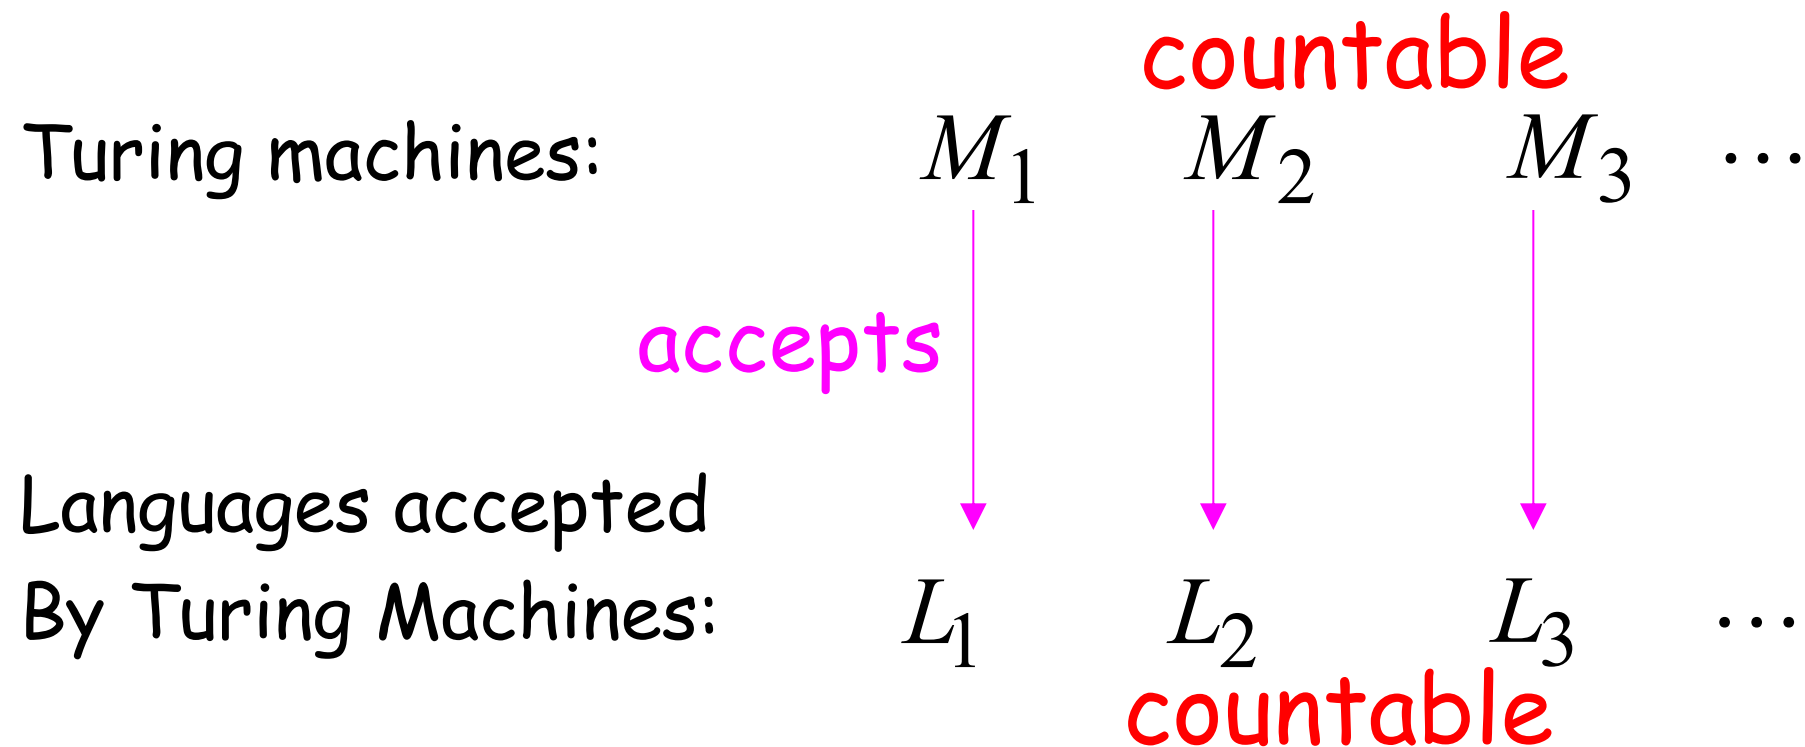 countable
Turing machines: M1 M2 M3 ⋯
accepts
Languages accepted
By Turing Machines: L1 L2 L3 ⋯
countable